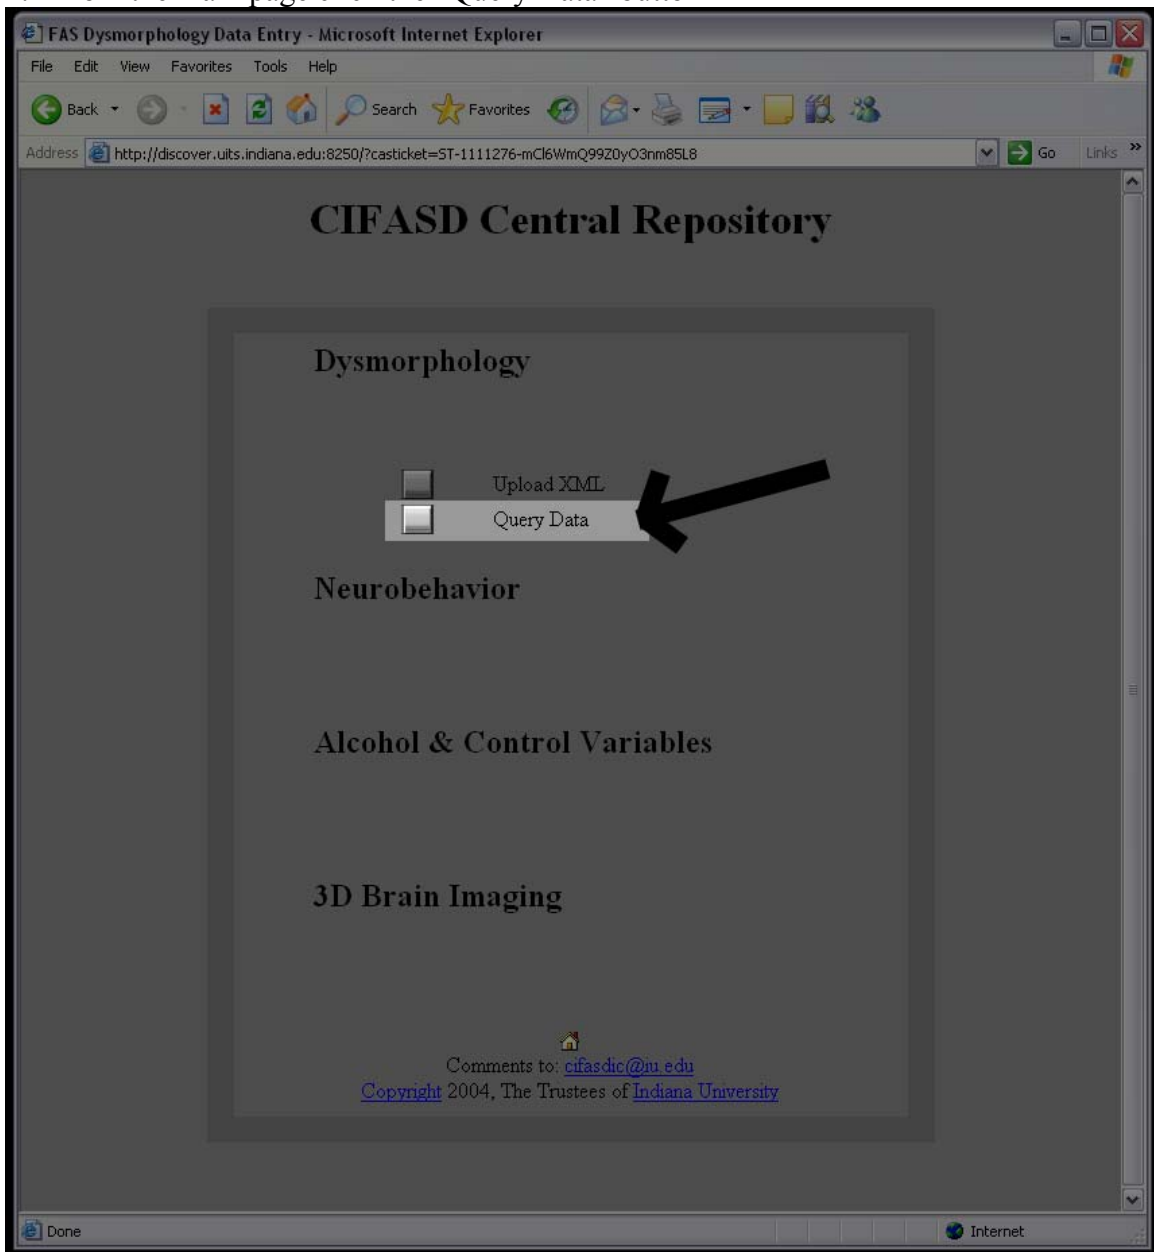 FAS Dysmorphology Data Entry - Microsoft Internet Explorer
File Edit View Favorites Tools Help
Back Search Favorites
Address http://discover.uits.indiana.edu:8250/?casticket=ST-1111276-mCl6WmQ99Z0yO3nm85L8 Go Links »
CIFASD Central Repository
Dysmorphology
Upload XML
Query Data
Neurobehavior
Alcohol & Control Variables
3D Brain Imaging
Comments to: cifasdic@iu.edu
Copyright 2004, The Trustees of Indiana University
Done Internet